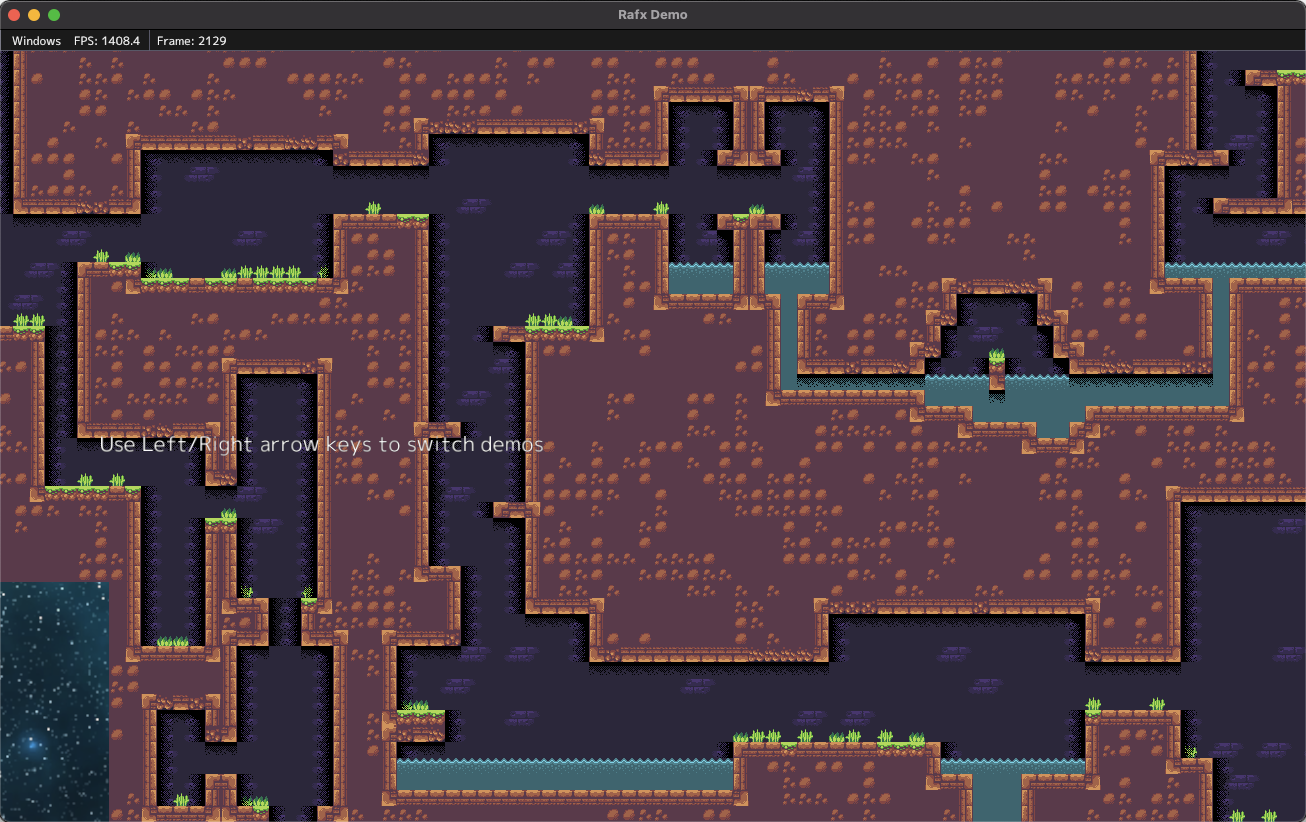 Rafx Demo
Windows FPS: 1408.4 Frame: 2129
Use Left/Right arrow keys to switch demos